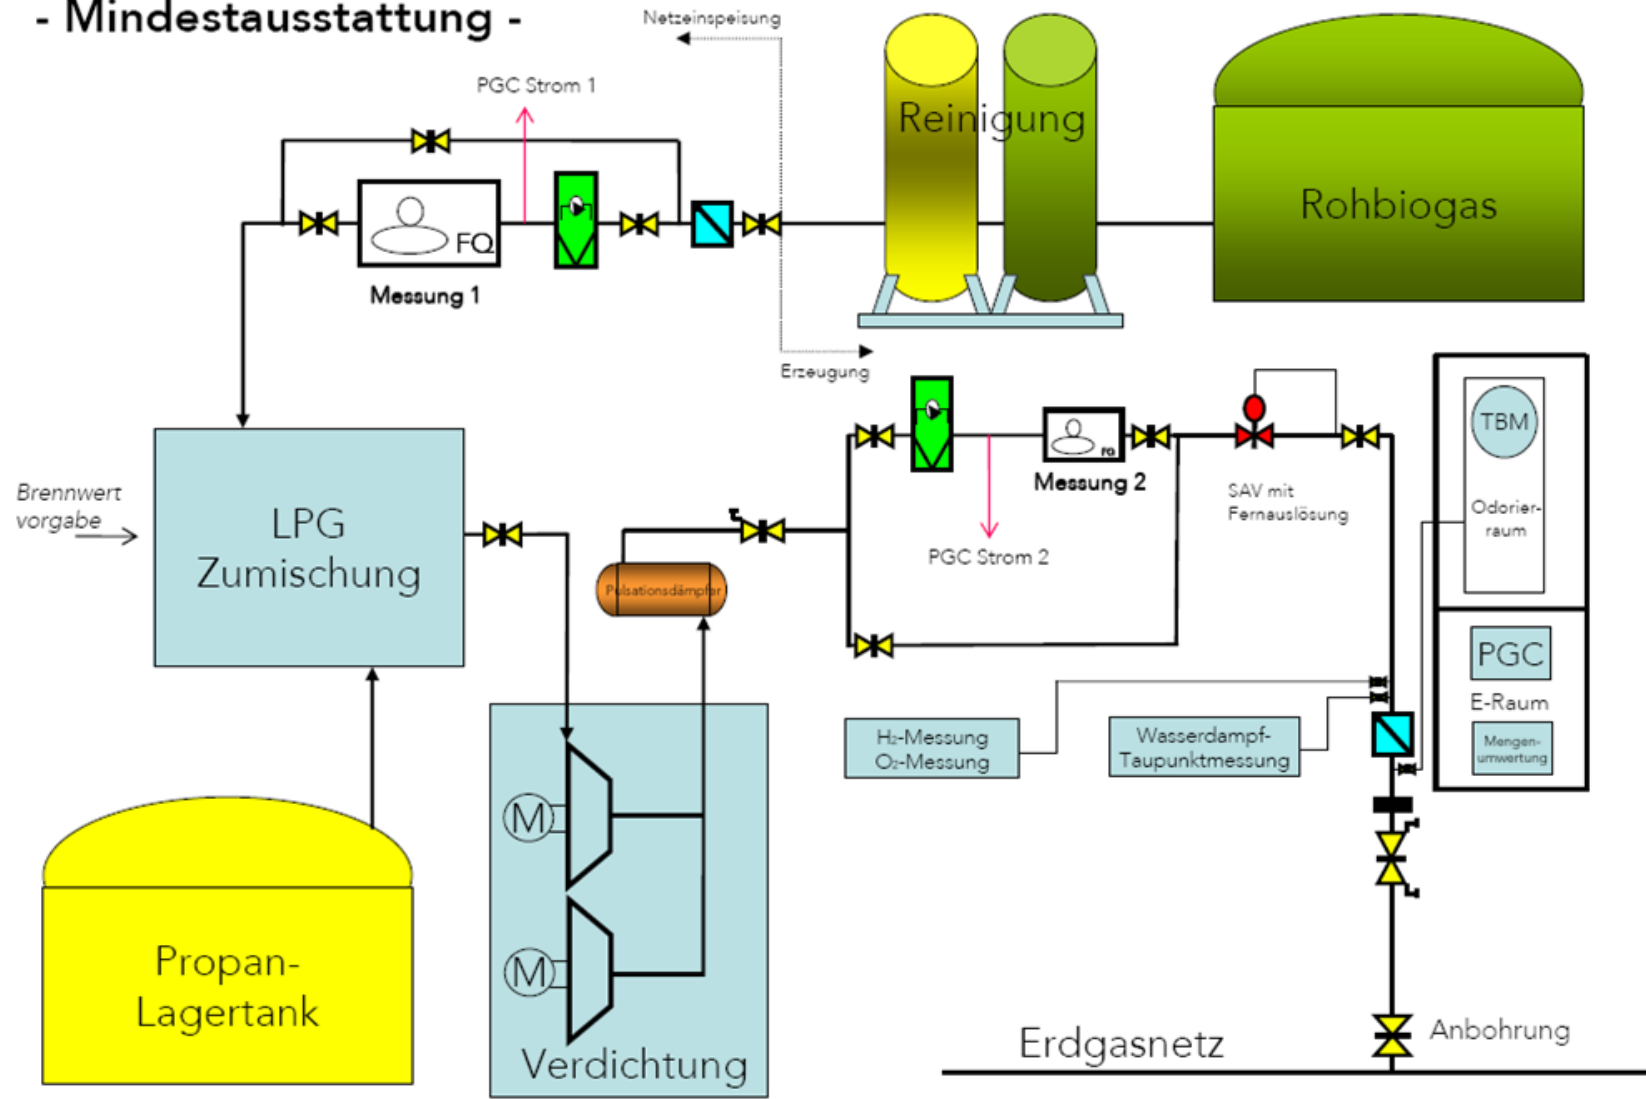 - Mindestausstattung -
Netzeinspeisung
PGC Strom 1
Reinigung
Rohbiogas
FQ
Messung 1
Erzeugung
TBM
Odorier-
raum
FQ
Messung 2
SAV mit
Fernauslösung
PGC Strom 2
Brennwert
vorgabe
LPG
Zumischung
Pulsationsdämpfer
PGC
E-Raum
Mengen-
umwertung
H2-Messung
O2-Messung
Wasserdampf-
Taupunktmessung
M
M
Propan-
Lagertank
Verdichtung
Erdgasnetz
Anbohrung